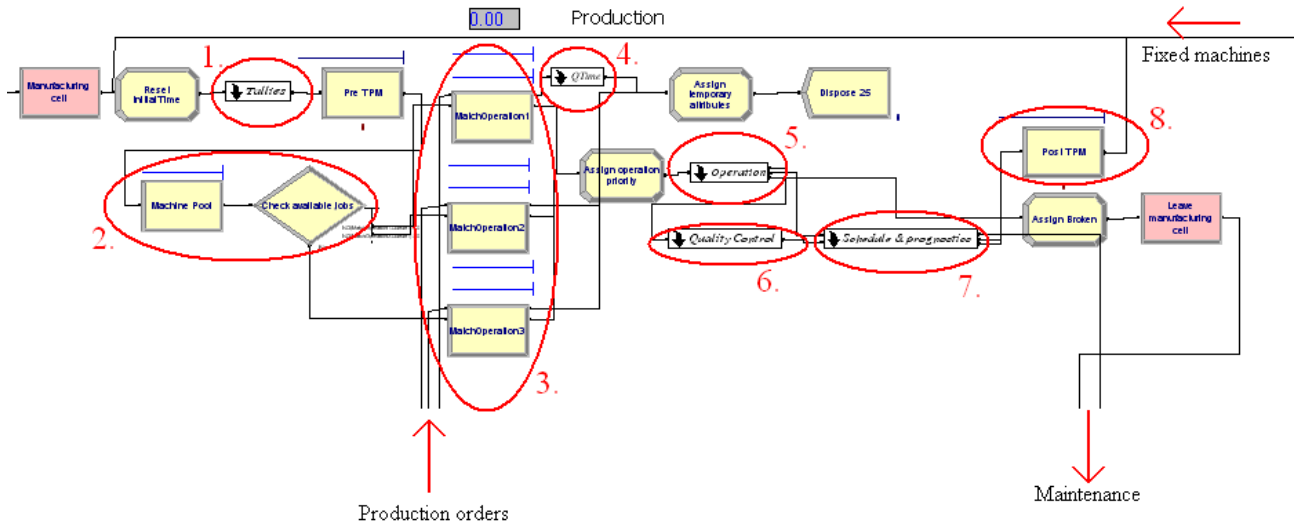 0.00
Production
Fixed machines
1.
4.
Manufacturing
cell
Reset
InitialTime
Tallies
Pre TPM
MatchOperation1
QTime
Assign
temporary
attributes
Dispose 25
8.
Post TPM
5.
2.
Machine Pool
Check available jobs
MatchOperation2
Assign operation
priority
Operation
Assign Broken
Leave
manufacturing
cell
Quality Control
Schedule & prognostics
6.
7.
MatchOperation3
3.
Production orders
Maintenance